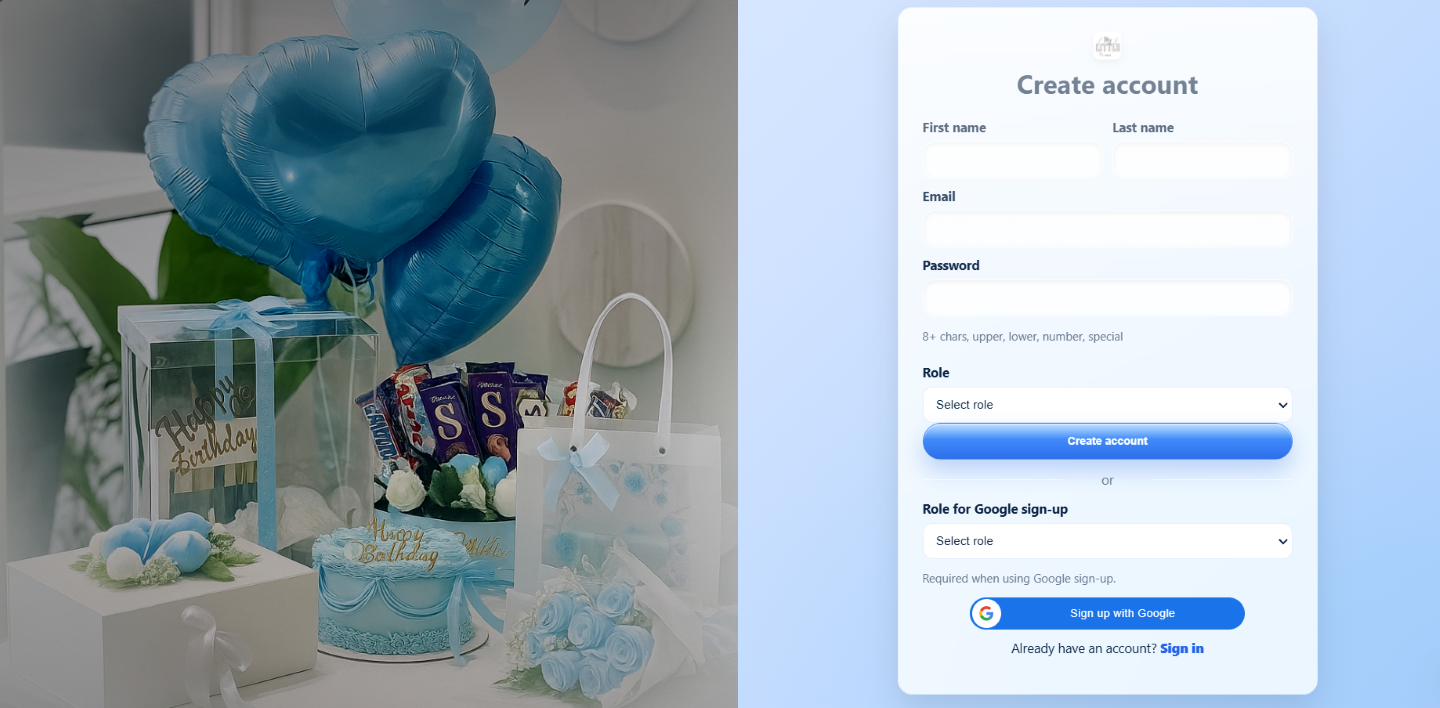 Happy
Birthday
S
S
Happy
Birthday
LITTLE
Create account
First name
Last name
Email
Password
8+ chars, upper, lower, number, special
Role
Select role
Create account
or
Role for Google sign-up
Select role
Required when using Google sign-up.
Sign up with Google
Already have an account? Sign in